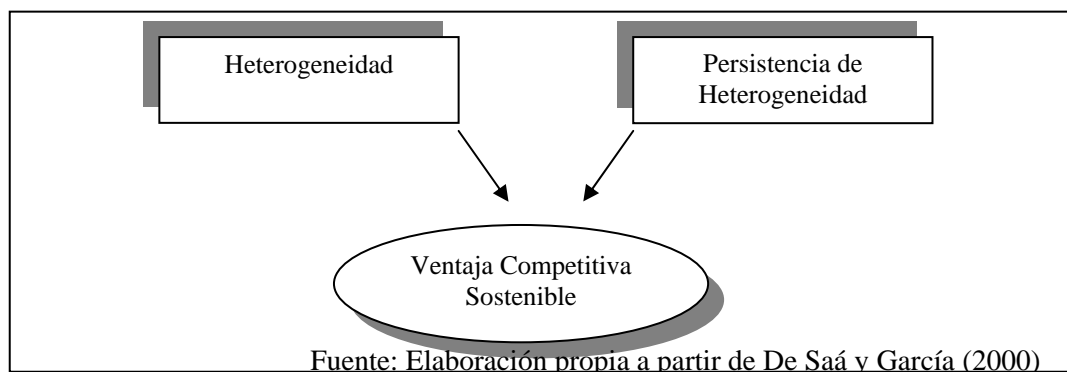 Heterogeneidad
Persistencia de
Heterogeneidad
Ventaja Competitiva
Sostenible
Fuente: Elaboración propia a partir de De Saá y García (2000)